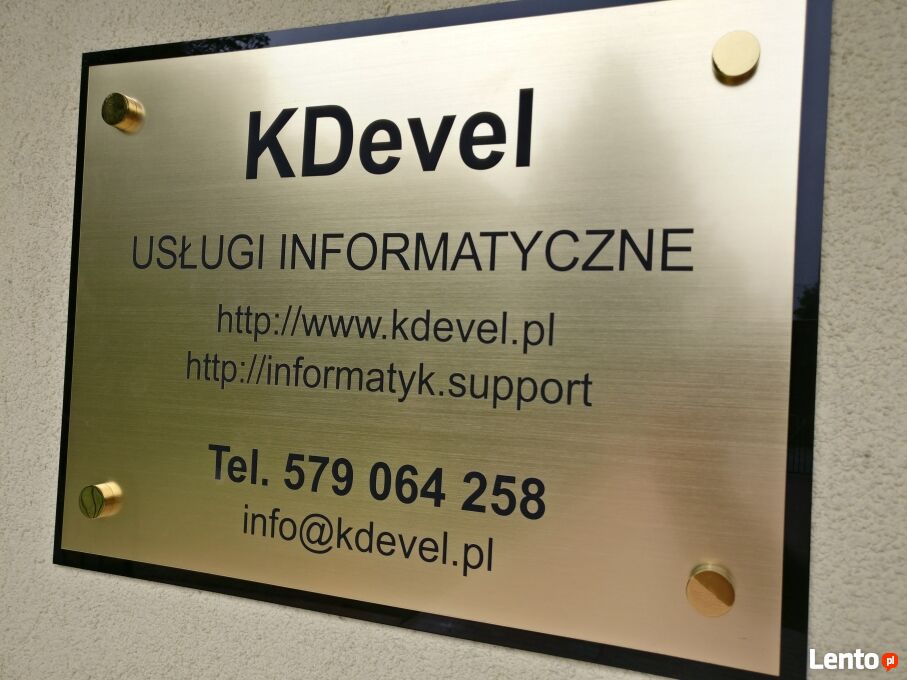 KDevel
USŁUGI INFORMATYCZNE
http://www.kdevel.pl
http://informatyk.support
Tel. 579 064 258
info@kdevel.pl
Lento pl